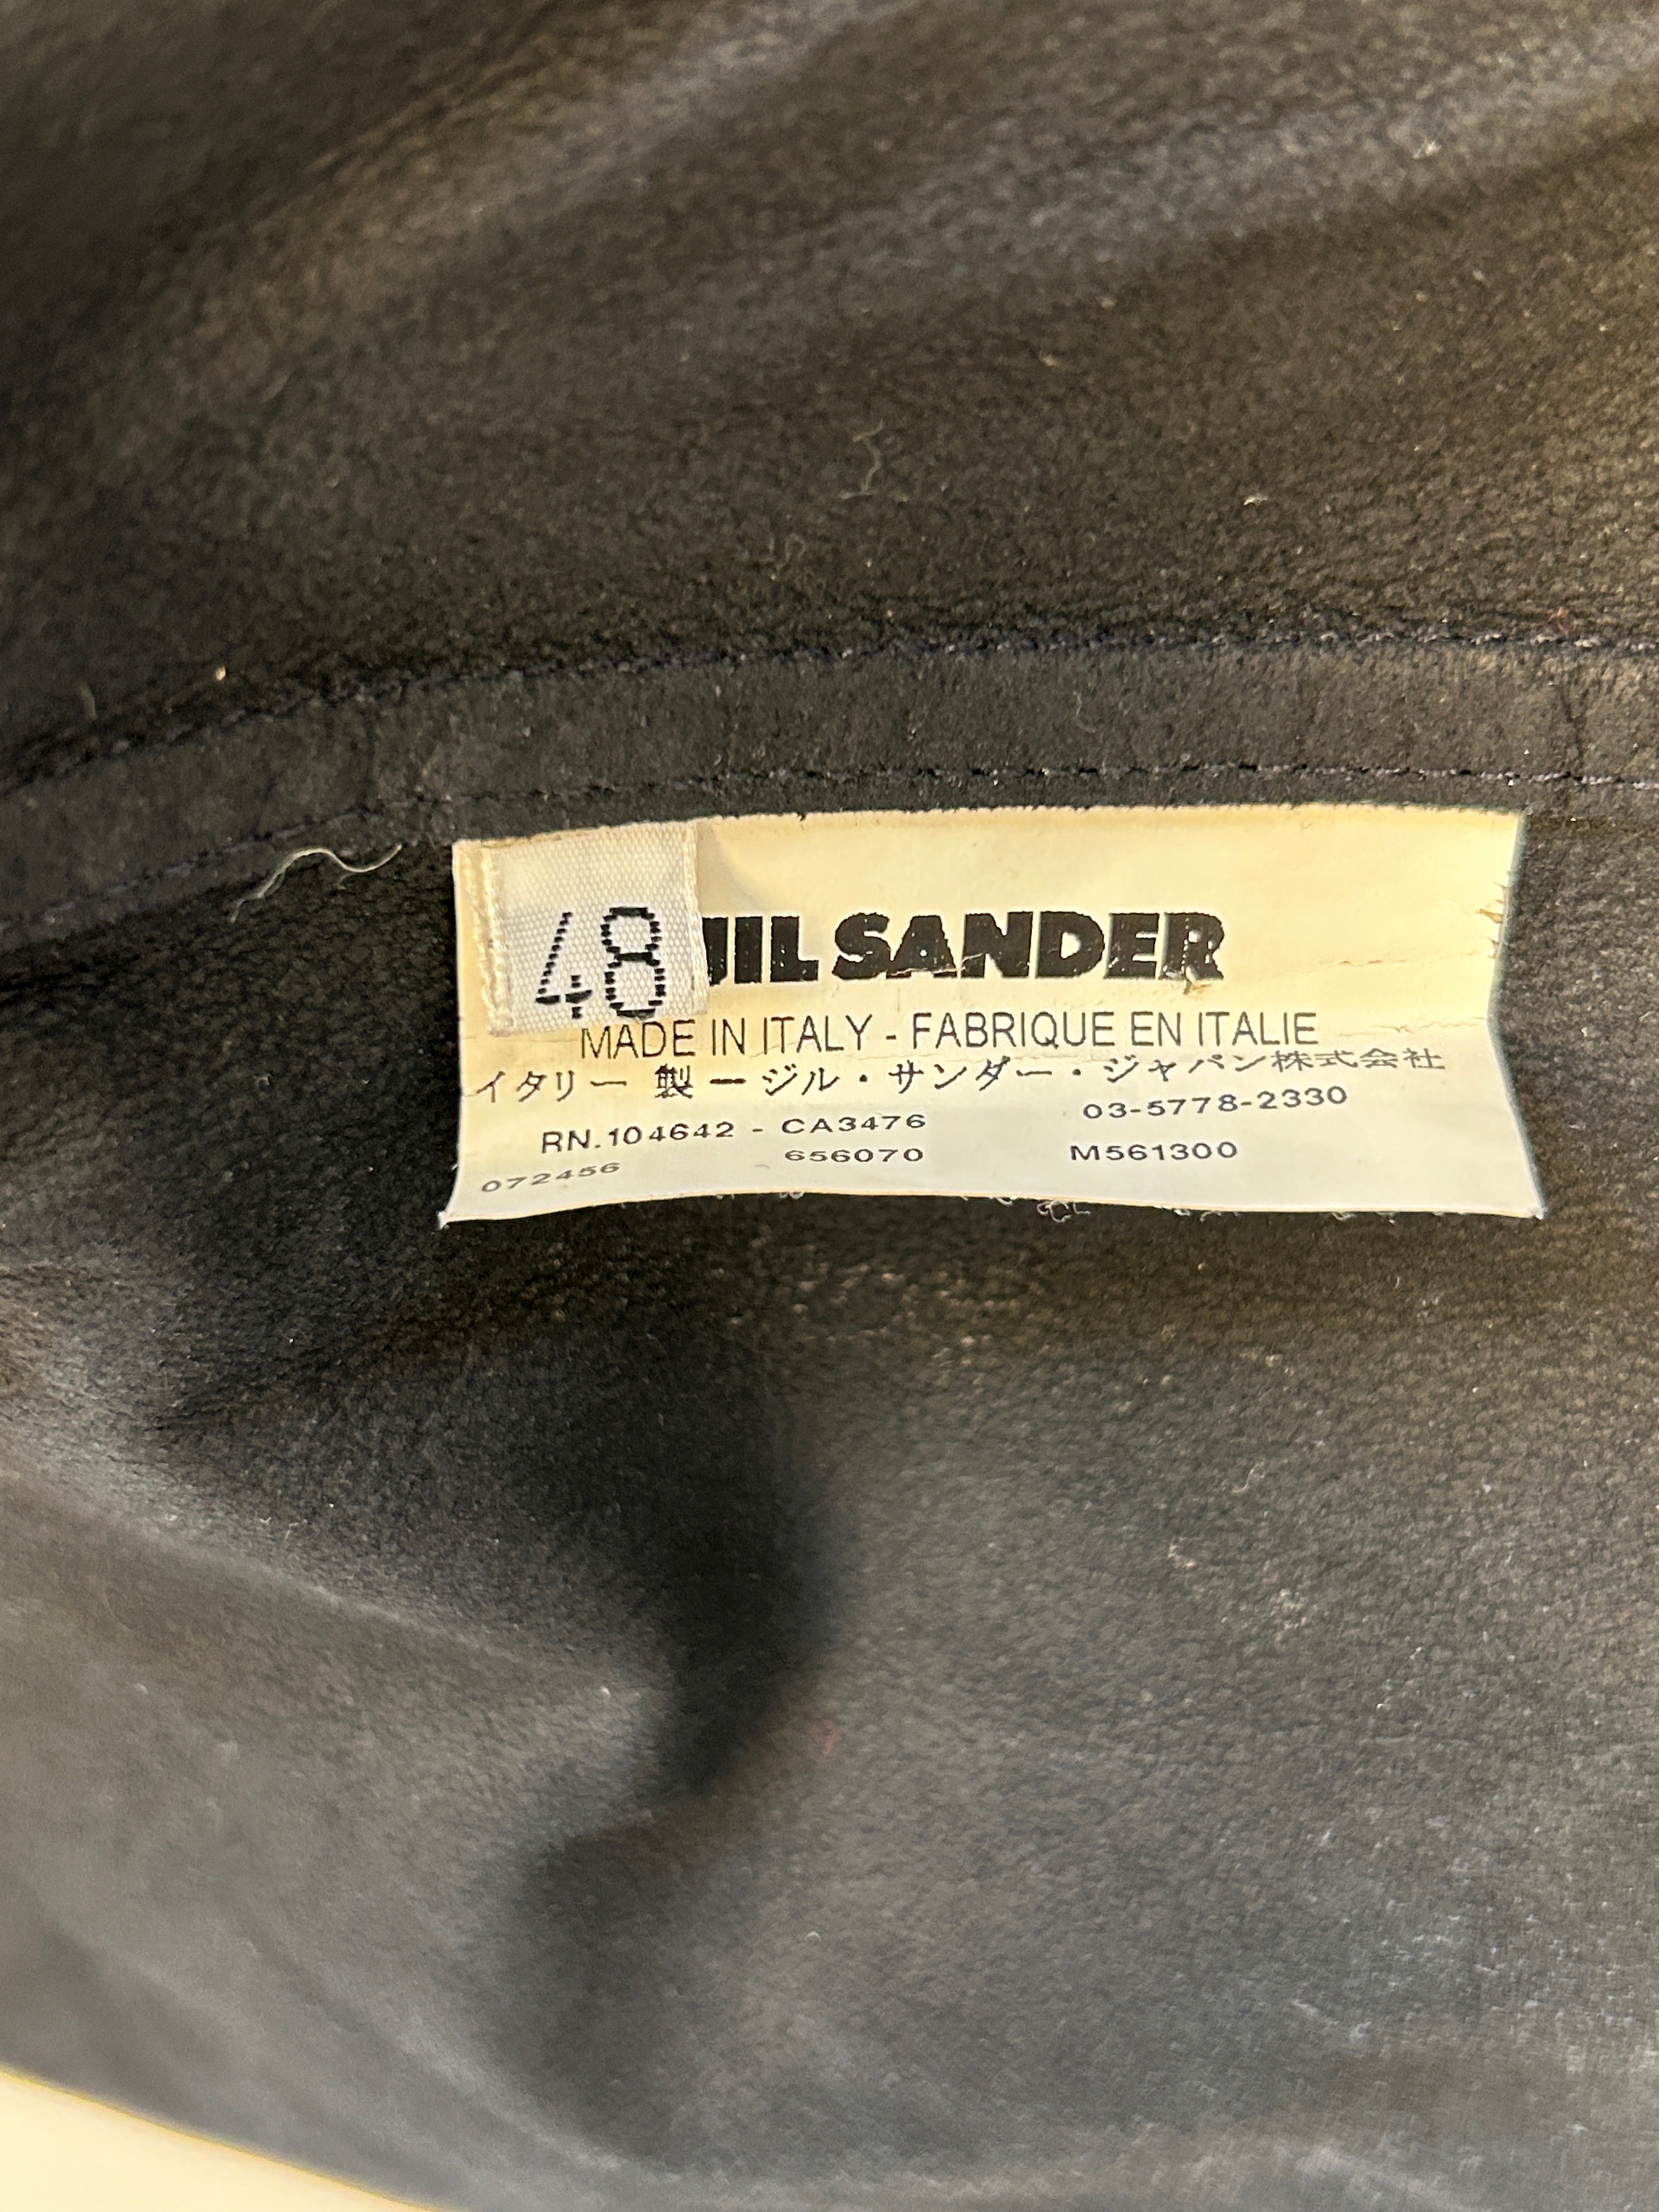 48
JIL SANDER
MADE IN ITALY - FABRIQUE EN ITALIE
イタリー 製 ー ジル・サンダー・ジャパン株式会社
RN.104642 - CA3476 03-5778-2330
072456 656070 M561300